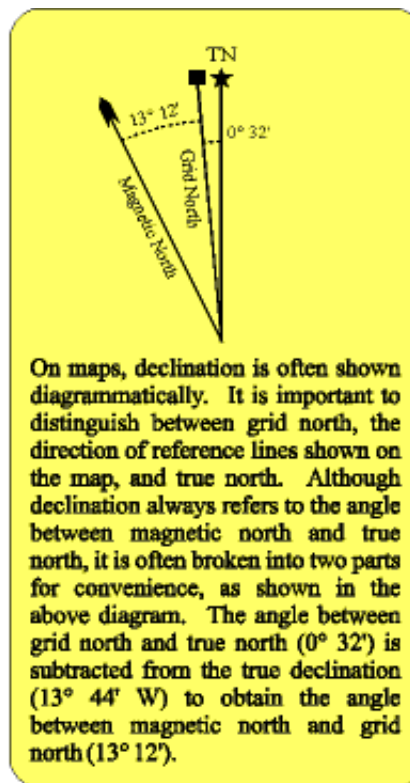 TN
13° 12'
0° 32'
Grid North
Magnetic North
On maps, declination is often shown
diagrammatically. It is important to
distinguish between grid north, the
direction of reference lines shown on
the map, and true north. Although
declination always refers to the angle
between magnetic north and true
north, it is often broken into two parts
for convenience, as shown in the
above diagram. The angle between
grid north and true north (0° 32') is
subtracted from the true declination
(13° 44' W) to obtain the angle
between magnetic north and grid
north (13° 12').